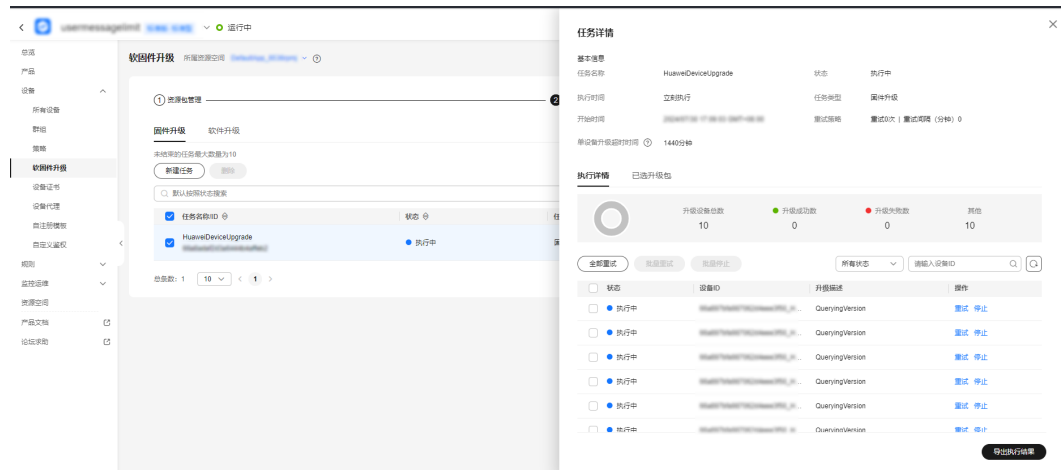 运行中
总览
产品
设备
所有设备
群组
策略
软固件升级
设备证书
设备代理
自注册模板
自定义鉴权
规则
监控运维
资源空间
产品文档
论坛求助
软固件升级 所属资源空间
1 资源包管理
2
固件升级 软件升级
未结束的任务最大数量为10
新建任务 删除
默认按照状态搜索
任务名称/ID 状态
HuaweiDeviceUpgrade 执行中
总条数: 1 10 < 1 >
任务详情
基本信息
任务名称 HuaweiDeviceUpgrade 状态 执行中
执行时间 立刻执行 任务类型 固件升级
开始时间 重试策略 重试0次 | 重试间隔（分钟）0
单设备升级超时时间 1440分钟
执行详情 已选升级包
升级设备总数 升级成功数 升级失败数 其他
10 0 0 10
全部重试 批量重试 批量停止 所有状态 请输入设备ID
状态 设备ID 升级描述 操作
执行中 QueryingVersion 重试 停止
执行中 QueryingVersion 重试 停止
执行中 QueryingVersion 重试 停止
执行中 QueryingVersion 重试 停止
执行中 QueryingVersion 重试 停止
导出执行结果